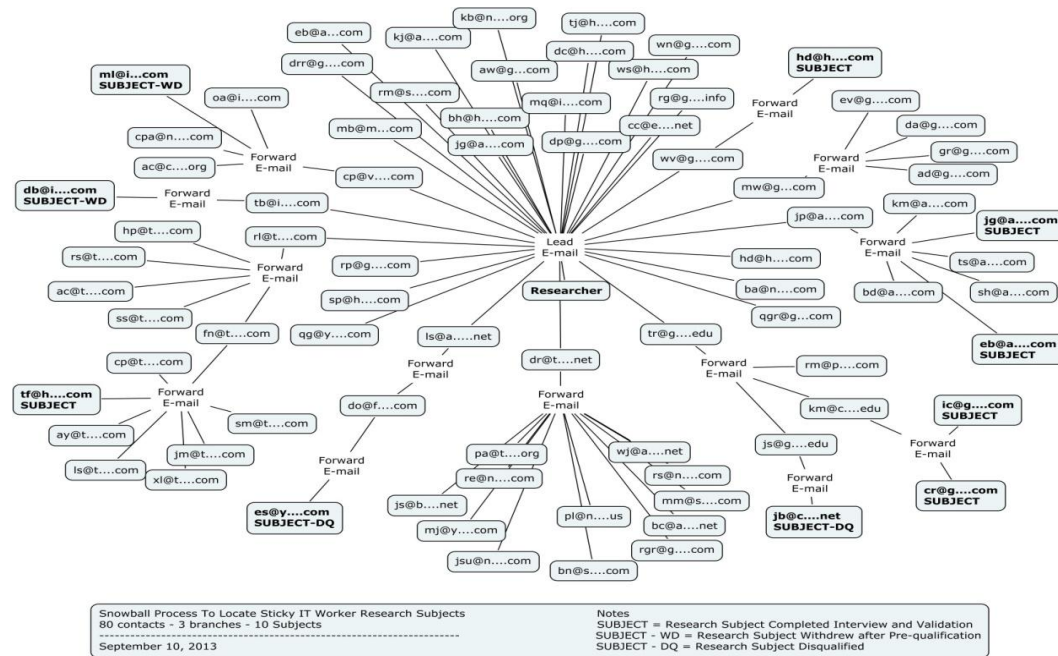 kb@n....org
tj@h....com
eb@a...com
kj@a....com
wn@g....com
dc@h....com
drr@g....com
aw@g....com
ws@h....com
hd@h....com
SUBJECT
ml@i...com
SUBJECT-WD
oa@i....com
rm@s....com
mq@i....com
rg@g....info
Forward
E-mail
ev@g....com
bh@h....com
cc@e....net
da@g....com
cpa@n....com
mb@m....com
jg@a....com
dp@g....com
gr@g....com
ac@c....org
Forward
E-mail
wv@g....com
Forward
E-mail
ad@g....com
cp@v....com
mw@g....com
db@i....com
SUBJECT-WD
Forward
E-mail
tb@i....com
km@a....com
jp@a....com
jg@a....com
SUBJECT
hp@t....com
rl@t....com
Lead
E-mail
Forward
E-mail
rs@t....com
Forward
E-mail
rp@g....com
hd@h....com
ts@a....com
ac@t....com
Researcher
ba@n....com
bd@a....com
sh@a....com
ss@t....com
sp@h....com
qgr@g...com
fn@t....com
qg@y....com
ls@a.....net
tr@g....edu
eb@a....com
SUBJECT
cp@t....com
dr@t....net
rm@p....com
Forward
E-mail
Forward
E-mail
tf@h....com
SUBJECT
Forward
E-mail
do@f....com
Forward
E-mail
km@c....edu
ic@g....com
SUBJECT
sm@t....com
ay@t....com
js@g....edu
Forward
E-mail
jm@t....com
pa@t....org
wj@a....net
ls@t....com
xl@t....com
Forward
E-mail
re@n....com
rs@n....com
Forward
E-mail
cr@g....com
SUBJECT
js@b....net
mm@s....com
es@y....com
SUBJECT-DQ
pl@n....us
jb@c....net
SUBJECT-DQ
mj@y....com
bc@a....net
jsu@n....com
rgr@g....com
bn@s....com
Snowball Process To Locate Sticky IT Worker Research Subjects
80 contacts - 3 branches - 10 Subjects
------------------------------------------------------------------------
September 10, 2013
Notes
SUBJECT = Research Subject Completed Interview and Validation
SUBJECT - WD = Research Subject Withdrew after Pre-qualification
SUBJECT - DQ = Research Subject Disqualified